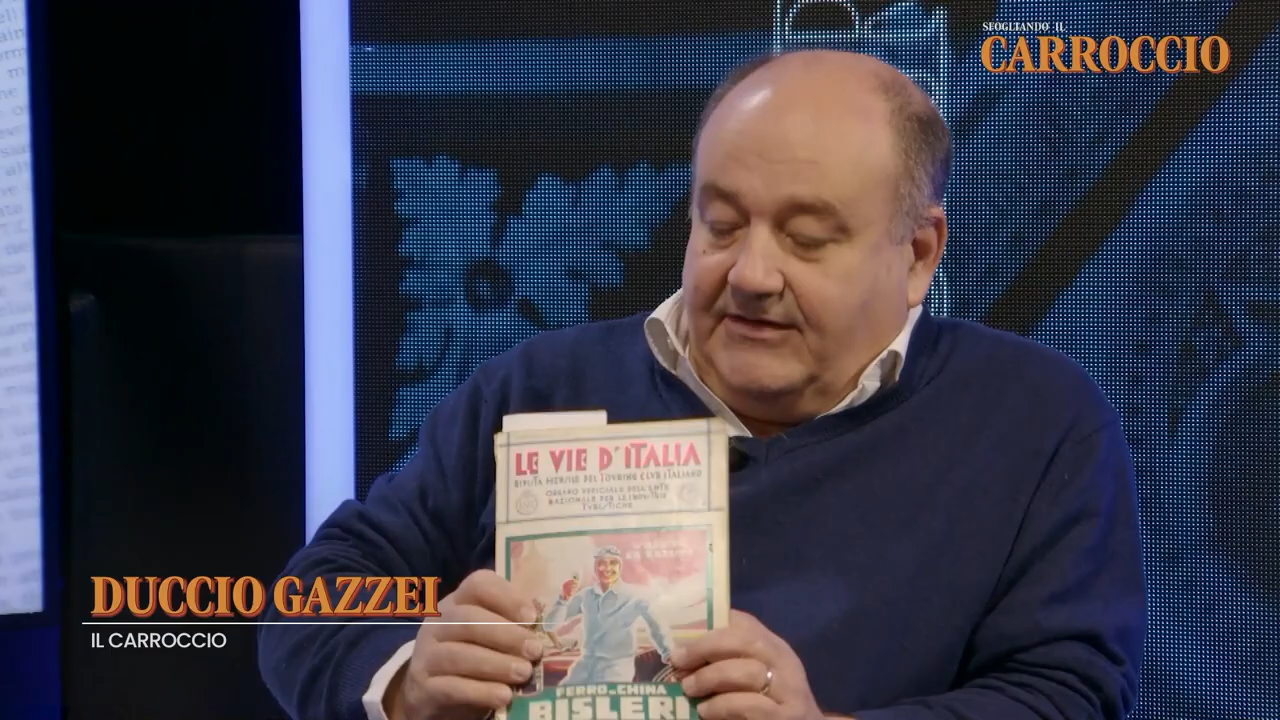 SFOGLIANDO IL
CARROCCIO
LE VIE D'ITALIA
RIVISTA MENSILE DEL TOURING CLUB ITALIANO
ORGANO UFFICIALE DELL'ENTE
NAZIONALE PER LE INDUSTRIE
TURISTICHE
FERRO-CHINA
BISLERI
DUCCIO GAZZEI
IL CARROCCIO